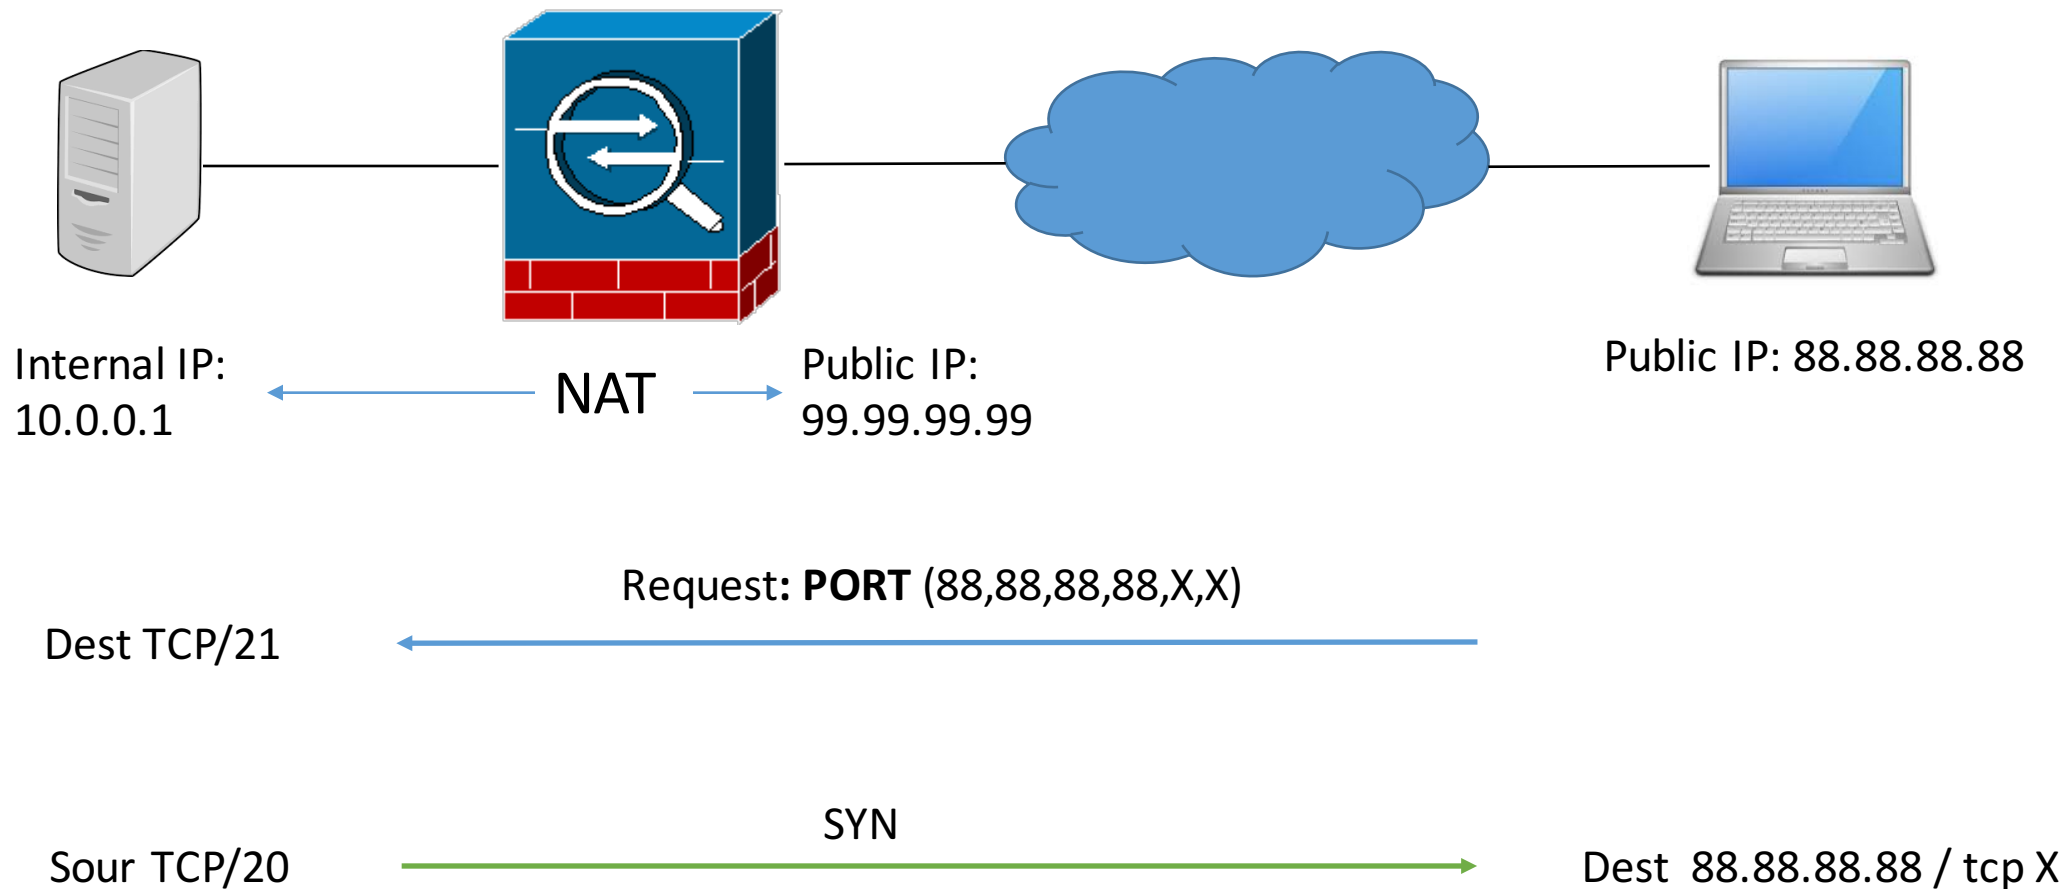 Internal IP:
10.0.0.1
NAT
Public IP:
99.99.99.99
Public IP: 88.88.88.88
Request: PORT (88,88,88,88,X,X)
Dest TCP/21
SYN
Sour TCP/20
Dest 88.88.88.88 / tcp X